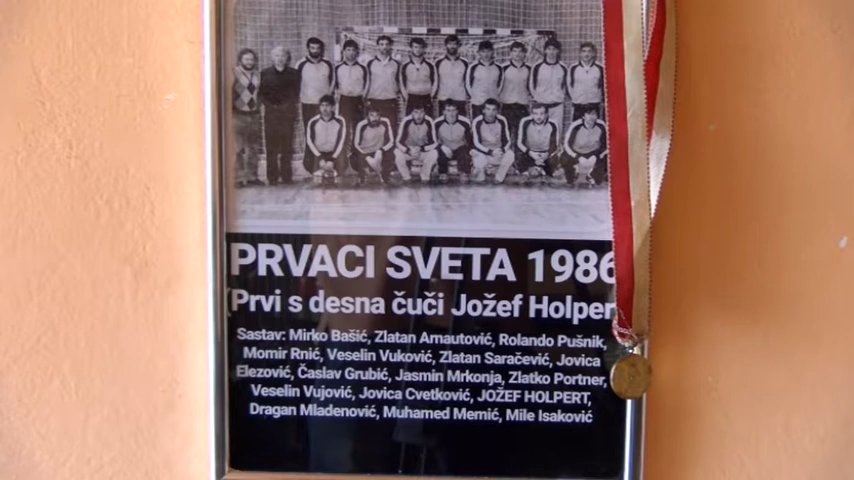 PRVACI SVETA 1986
(Prvi s desna čuči Jožef Holper
Sastav: Mirko Bašić, Zlatan Arnautović, Rolando Pušnik,
Momir Rnić, Veselin Vuković, Zlatan Saračević, Jovica
Elezović, Časlav Grubić, Jasmin Mrkonja, Zlatko Portner,
Veselin Vujović, Jovica Cvetković, JOŽEF HOLPERT,
Dragan Mladenović, Muhamed Memić, Mile Isaković